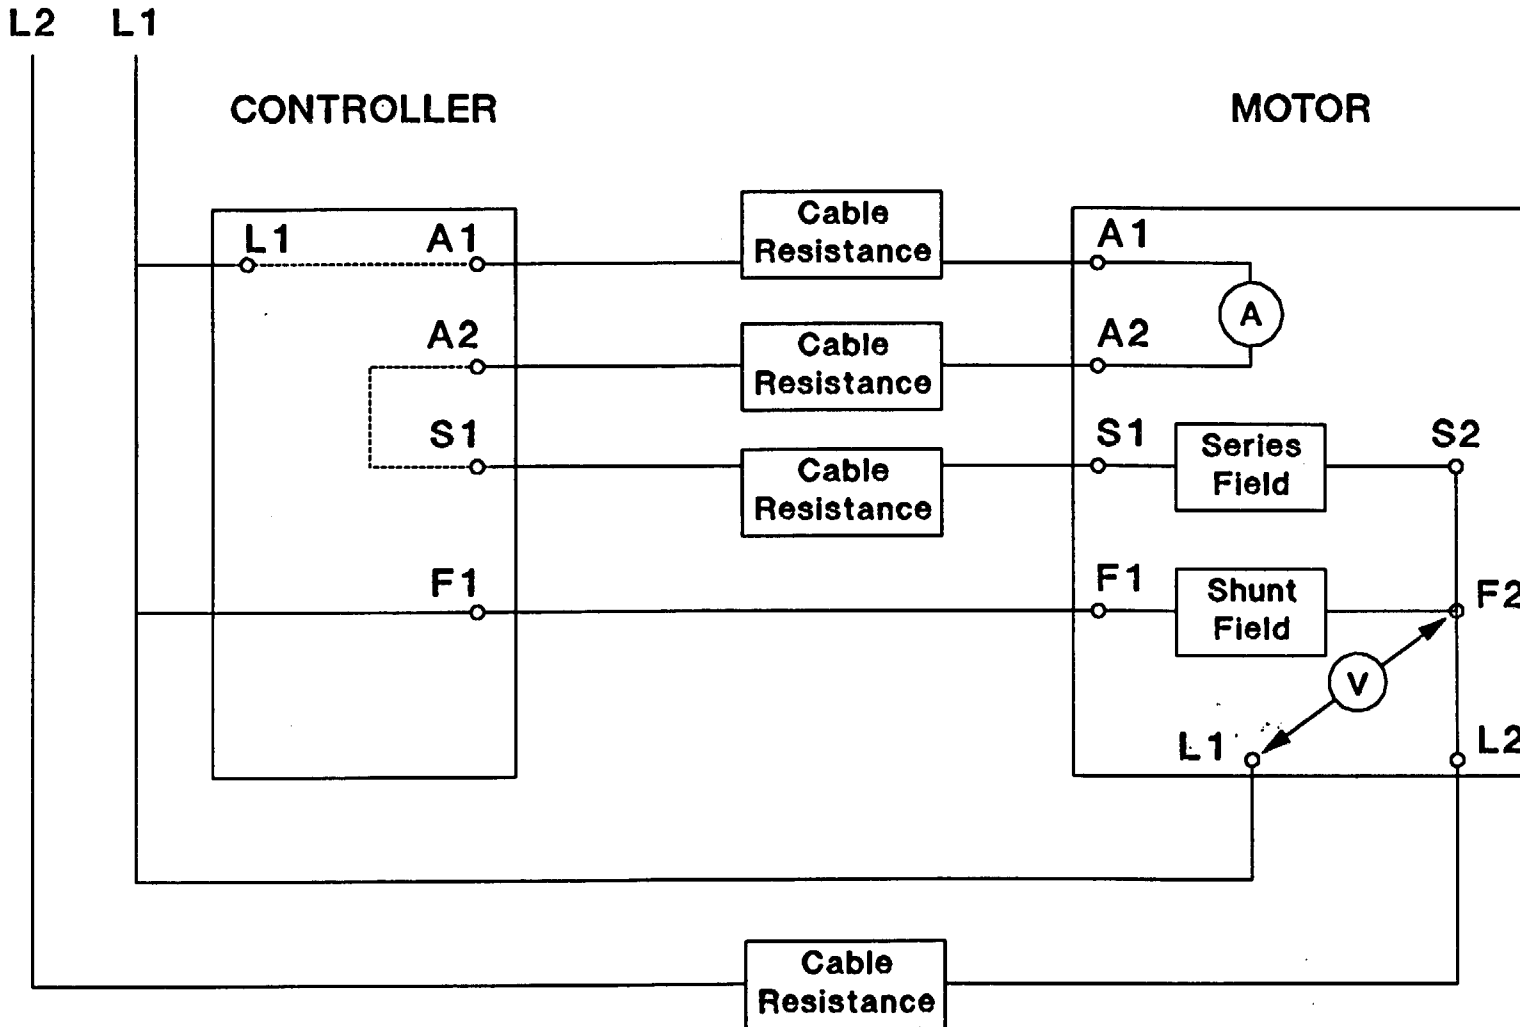 L2 L1
CONTROLLER MOTOR
L1 A1
Cable
Resistance
A1
A
A2
Cable
Resistance
A2
S1
Cable
Resistance
S1
Series
Field
S2
F1
F1
Shunt
Field
F2
V
L1
L2
Cable
Resistance